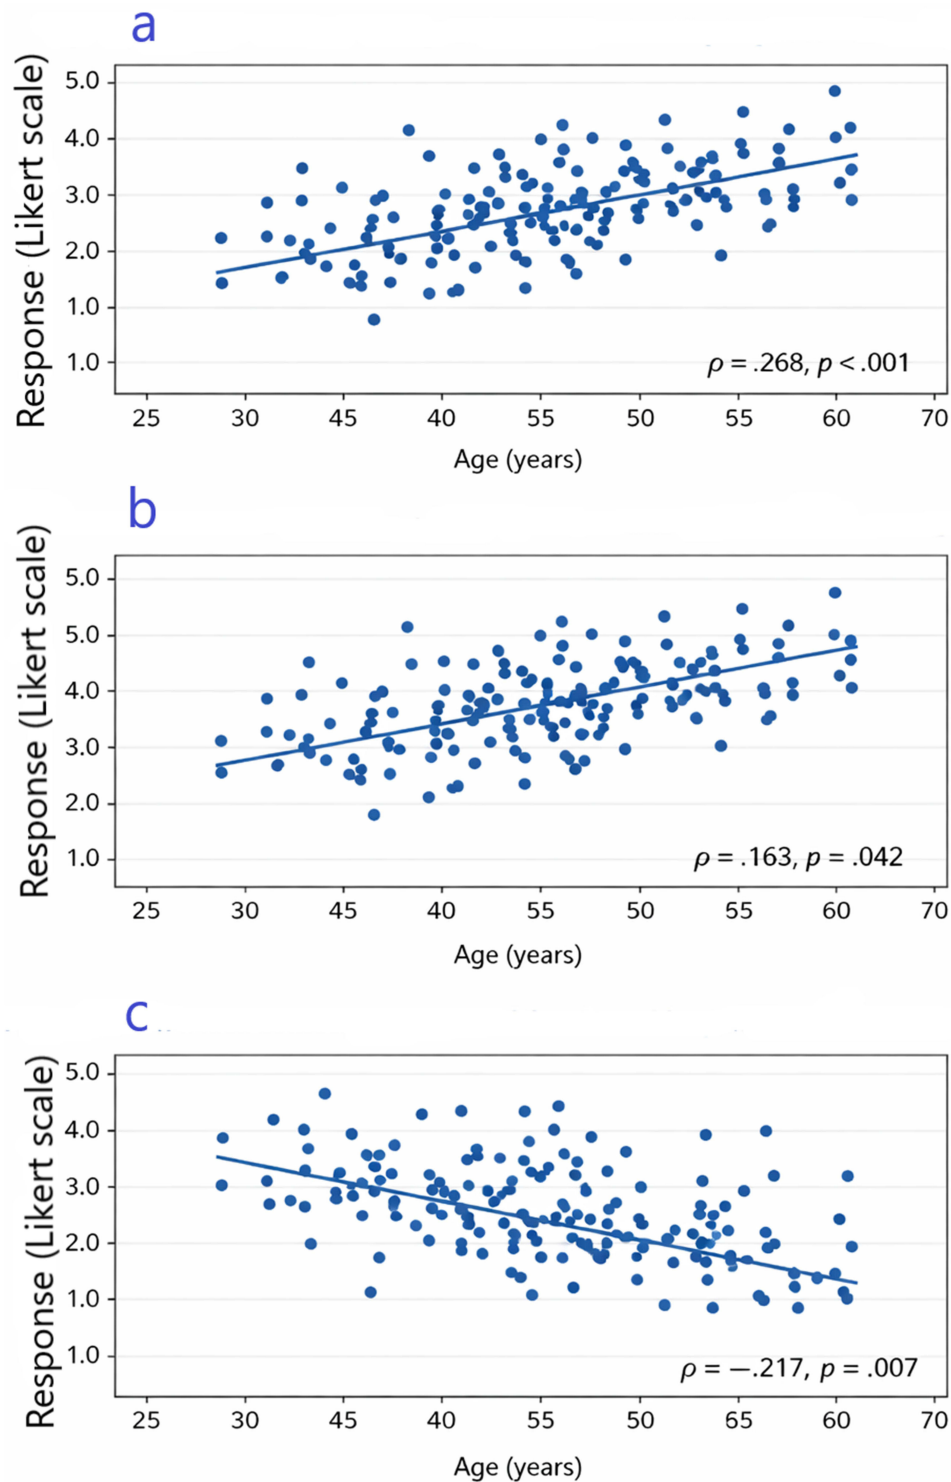 a
Response (Likert scale)
5.0
4.0
3.0
2.0
1.0
1.0
ρ = .268, p < .001
25 30 45 40 55 50 55 60 70
Age (years)
b
Response (Likert scale)
5.0
5.0
4.0
3.0
2.0
1.0
ρ = .163, p = .042
25 30 45 40 55 50 55 60 70
Age (years)
c
Response (Likert scale)
5.0
4.0
3.0
2.0
1.0
1.0
ρ = −.217, p = .007
25 30 45 40 55 50 65 60 70
Age (years)